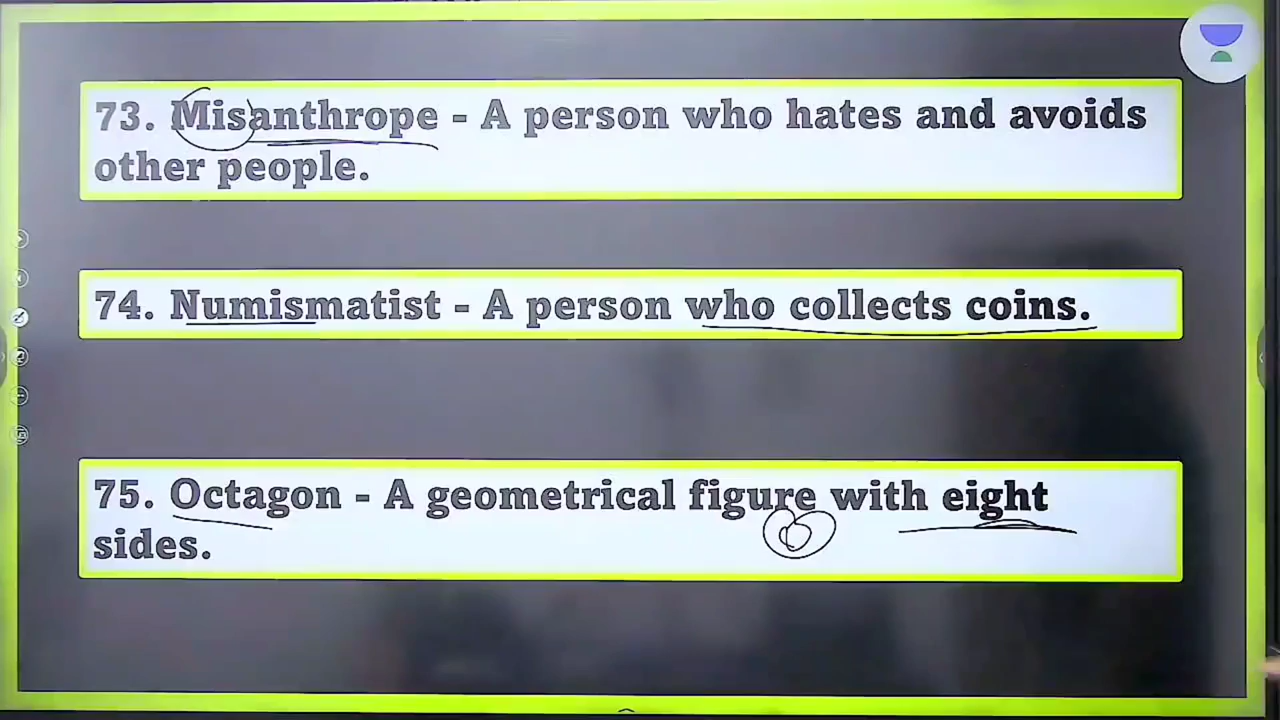 73. Misanthrope - A person who hates and avoids
other people.
74. Numismatist - A person who collects coins.
75. Octagon - A geometrical figure with eight
sides.